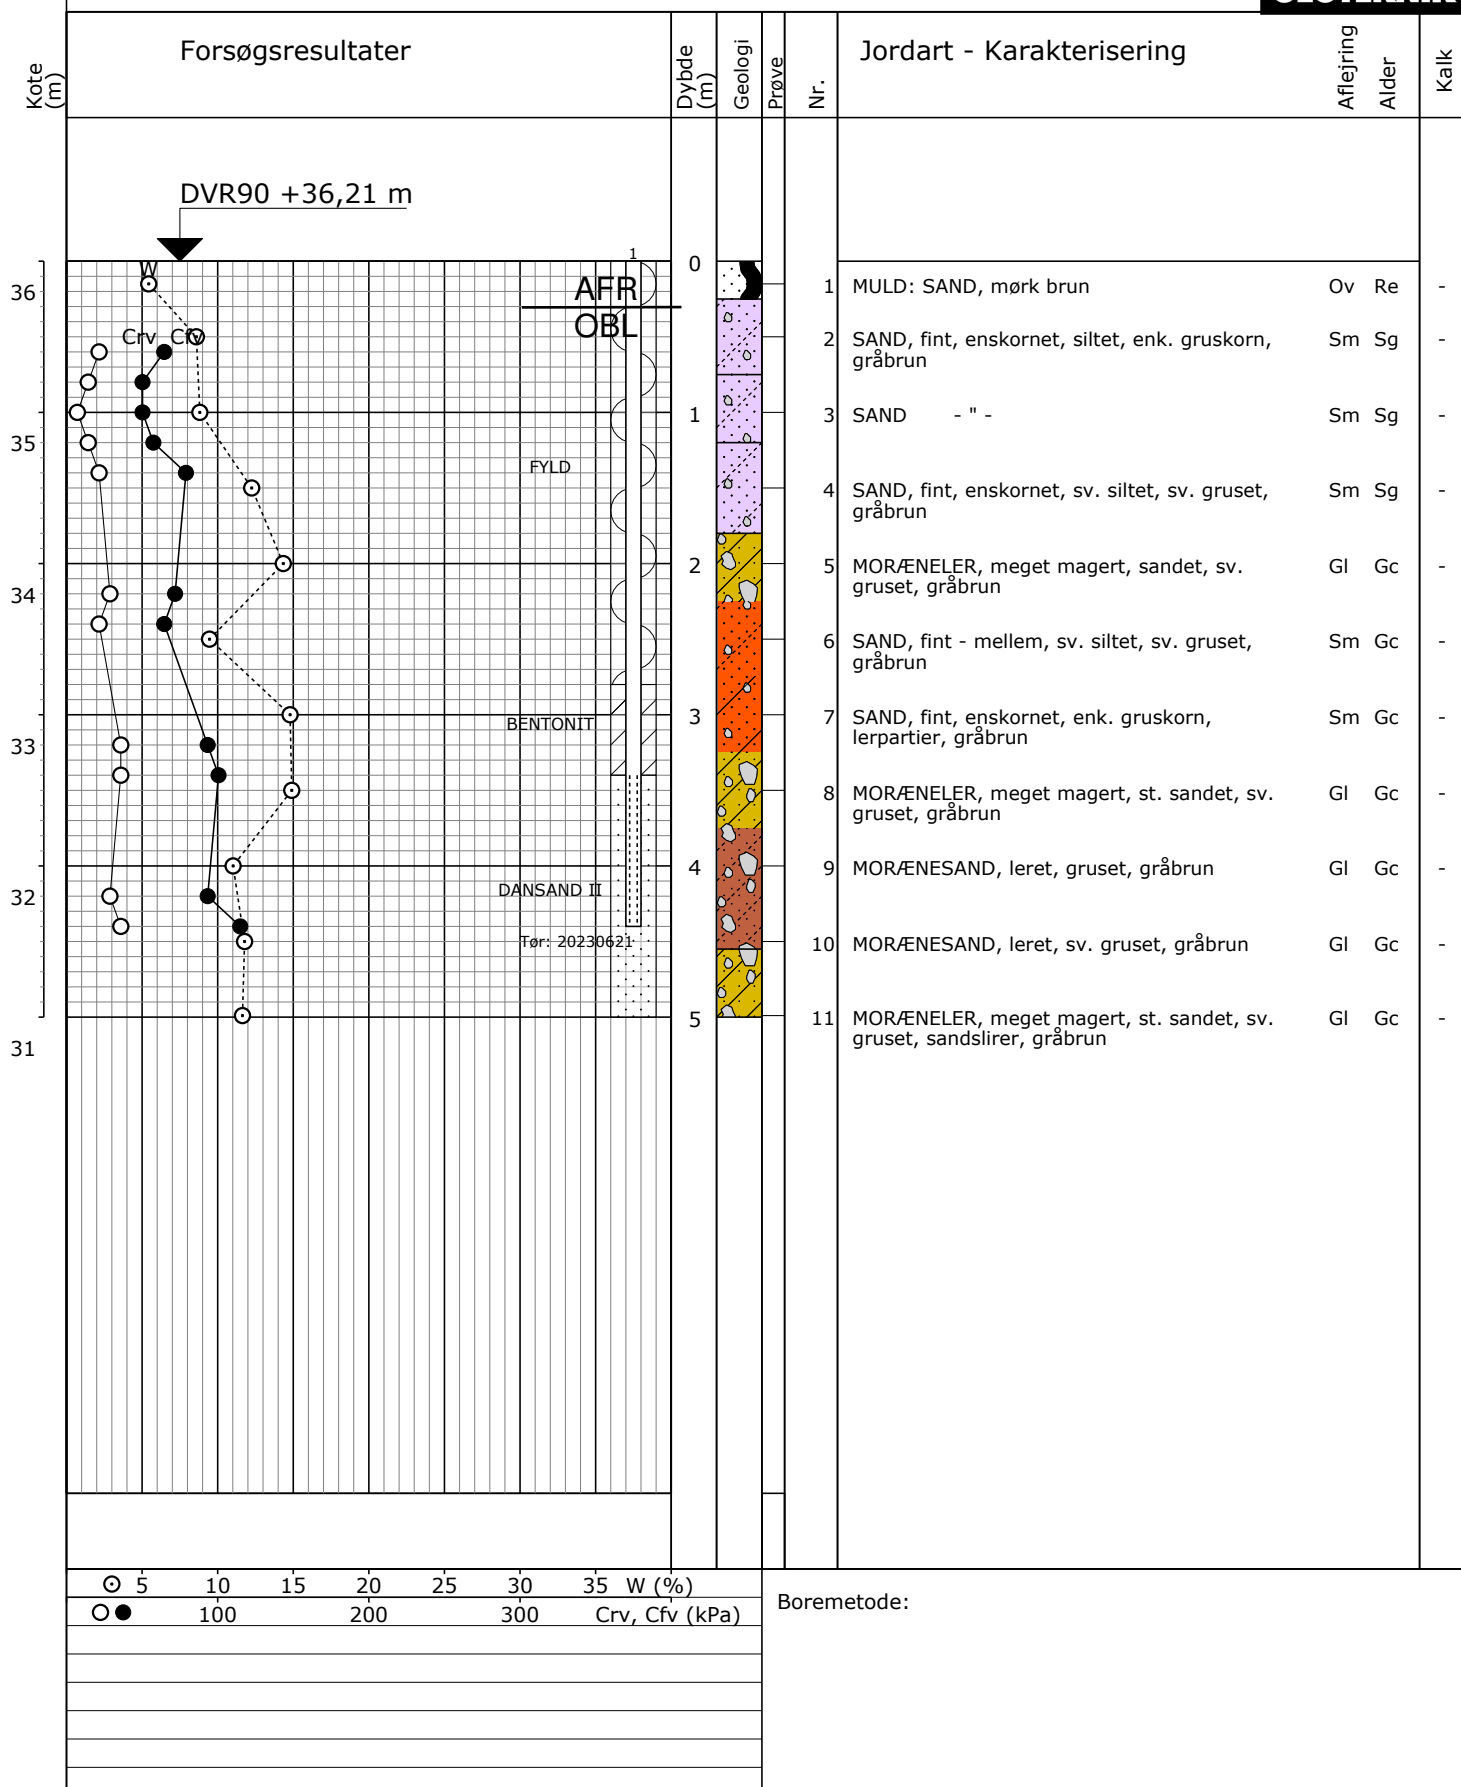 Kote
(m)
Forsøgsresultater
Dybde
(m)
Geologi
Prøve
Nr.
Jordart - Karakterisering
Aflejring
Alder
Kalk
DVR90 +36,21 m
W
1
0
AFR
36
1 MULD: SAND, mørk brun Ov Re -
OBL
Crv Cfv
2 SAND, fint, enskornet, siltet, enk. gruskorn, Sm Sg -
gråbrun
1
3 SAND - " - Sm Sg -
35
FYLD
4 SAND, fint, enskornet, sv. siltet, sv. gruset, Sm Sg -
gråbrun
2
5 MORÆNELER, meget magert, sandet, sv. Gl Gc -
gruset, gråbrun
34
6 SAND, fint - mellem, sv. siltet, sv. gruset, Sm Gc -
gråbrun
3
BENTONIT
7 SAND, fint, enskornet, enk. gruskorn, Sm Gc -
lerpartier, gråbrun
33
8 MORÆNELER, meget magert, st. sandet, sv. Gl Gc -
gruset, gråbrun
4
9 MORÆNESAND, leret, gruset, gråbrun Gl Gc -
DANSAND II
32
Tør: 20230621
10 MORÆNESAND, leret, sv. gruset, gråbrun Gl Gc -
5
11 MORÆNELER, meget magert, st. sandet, sv. Gl Gc -
gruset, sandslirer, gråbrun
31
5 10 15 20 25 30 35 W (%)
100 200 300 Crv, Cfv (kPa)
Boremetode: